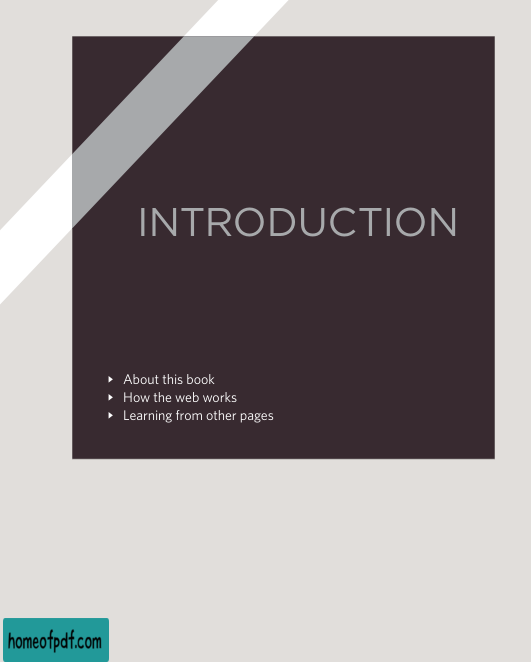 INTRODUCTION
About this book
How the web works
Learning from other pages
homeofpdf.com